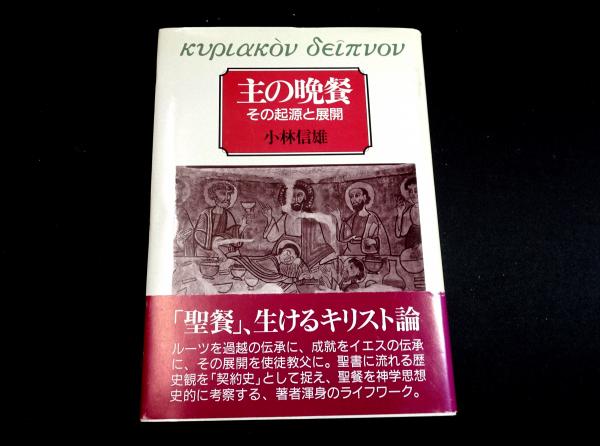 κυριακὸν δεῖπνον
主の晩餐
その起源と展開
小林信雄
「聖餐」、生けるキリスト論
ルーツを過越の伝承に、成就をイエスの伝承
に、その展開を使徒教父に。聖書に流れる歴
史観を「契約史」として捉え、聖餐を神学思想
史的に考察する、著者渾身のライフワーク。